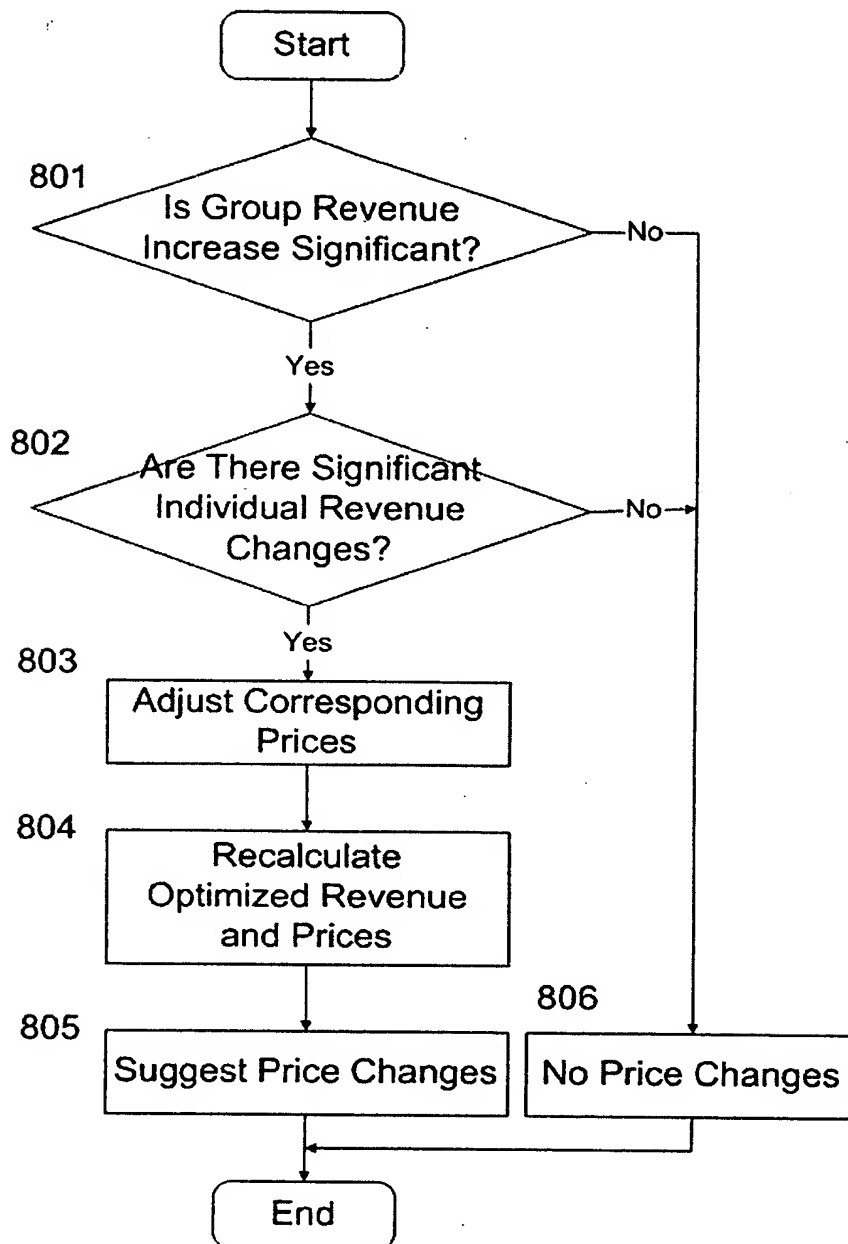 Start
801
Is Group Revenue
Increase Significant?
No
Yes
802
Are There Significant
Individual Revenue
Changes?
No
Yes
803
Adjust Corresponding
Prices
804
Recalculate
Optimized Revenue
and Prices
805
Suggest Price Changes
806
No Price Changes
End